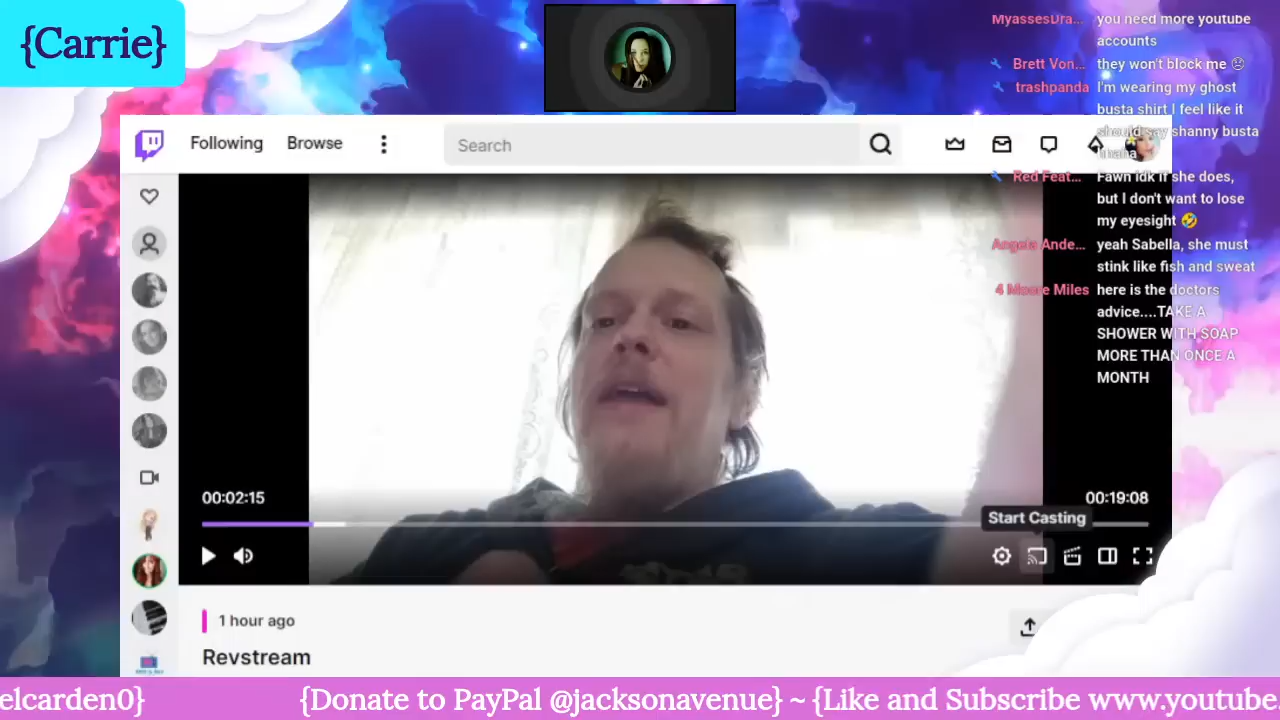 {Carrie}
MyassesDra...
you need more youtube
accounts
Brett Von...
they won't block me ☹
trashpanda
I'm wearing my ghost
busta shirt I feel like it
should say shanny busta
Red Feat...
Fawn idk if she does,
but I don't want to lose
my eyesight 🤣
Angela Ande...
yeah Sabella, she must
stink like fish and sweat
4 Moore Miles
here is the doctors
advice....TAKE A
SHOWER WITH SOAP
MORE THAN ONCE A
MONTH
Following
Browse
Search
00:02:15
00:19:08
Start Casting
1 hour ago
Revstream
elcarden0}
{Donate to PayPal @jacksonavenue} ~ {Like and Subscribe www.youtube.